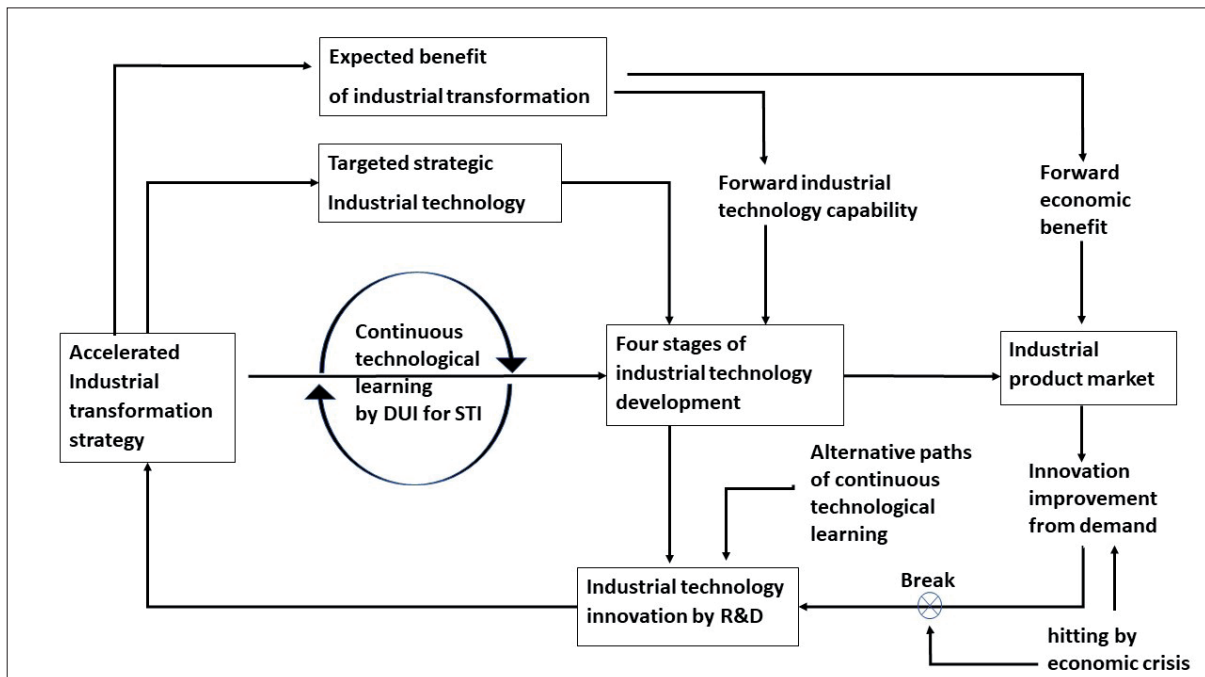 Expected benefit
of industrial transformation
Targeted strategic
Industrial technology
Forward industrial
technology capability
Forward
economic
benefit
Accelerated
Industrial
transformation
strategy
Continuous
technological
learning
by DUI for STI
Four stages of
industrial technology
development
Industrial
product market
Alternative paths
of continuous
technological
learning
Innovation
improvement
from demand
Industrial technology
innovation by R&D
Break
hitting by
economic crisis